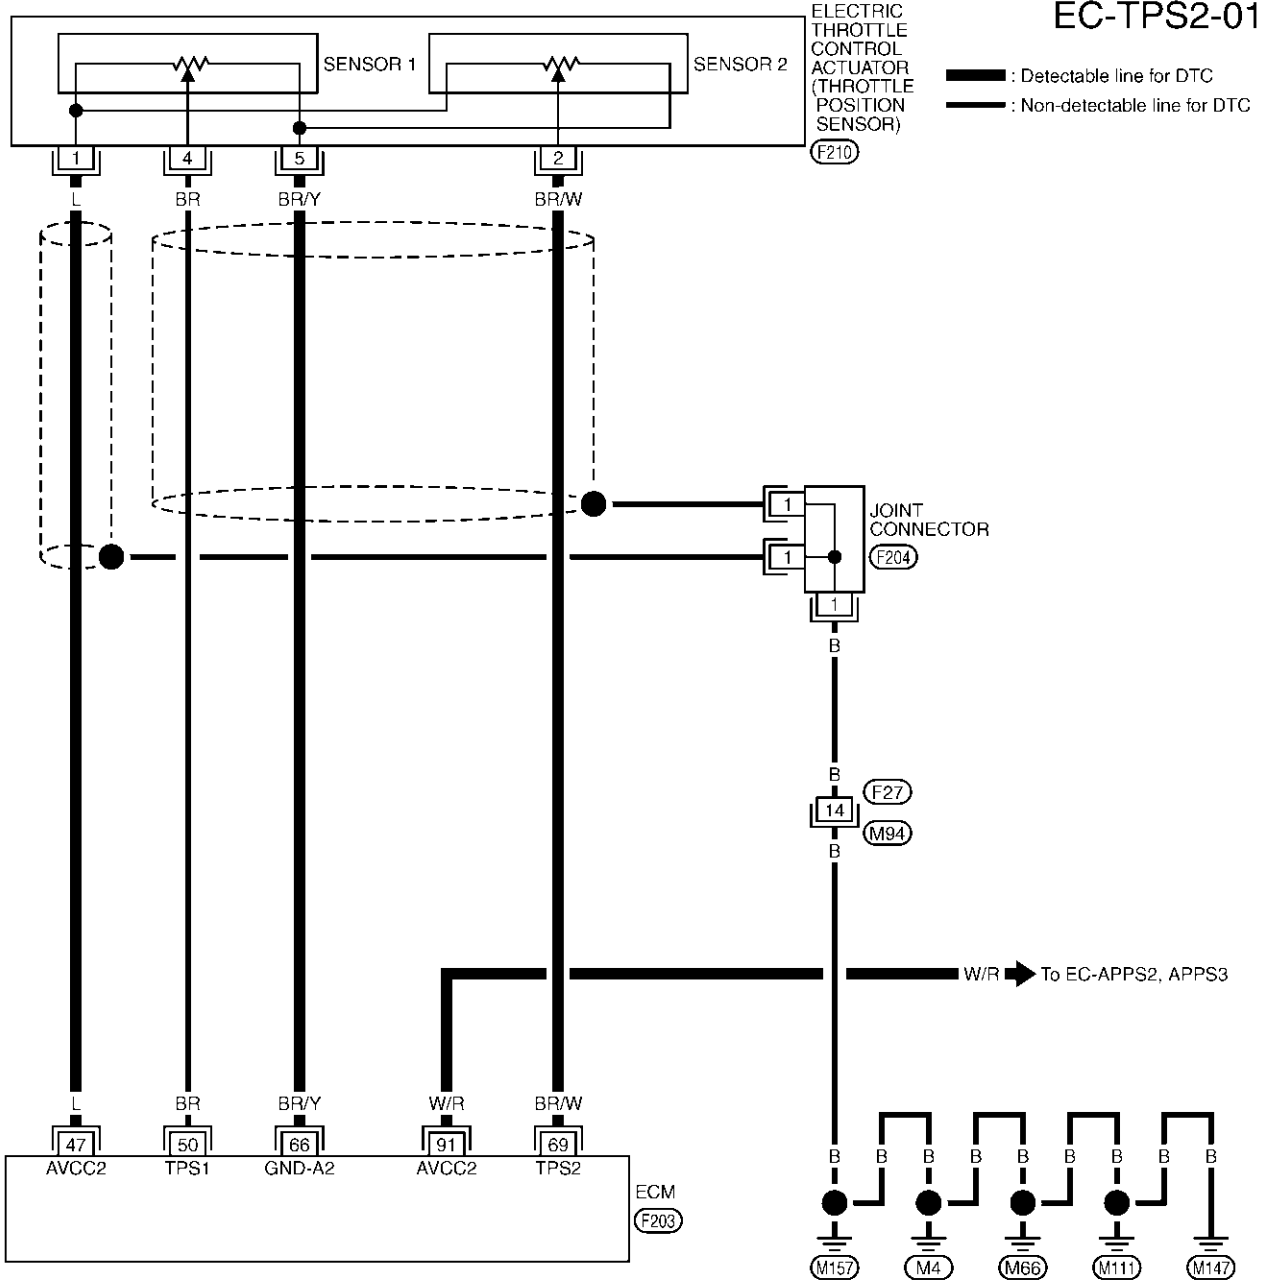 EC-TPS2-01
ELECTRIC
THROTTLE
CONTROL
ACTUATOR
(THROTTLE
POSITION
SENSOR)
F210
: Detectable line for DTC
: Non-detectable line for DTC
SENSOR 1
SENSOR 2
1 4 5 2
L BR BR/Y BR/W
1
JOINT
CONNECTOR
1
F204
1
B
B
F27
14
M94
B
W/R
To EC-APPS2, APPS3
L BR BR/Y W/R BR/W
47 50 66 91 69
AVCC2 TPS1 GND-A2 AVCC2 TPS2
ECM
F203
B B B B B B B B B
M157 M4 M66 M111 M147